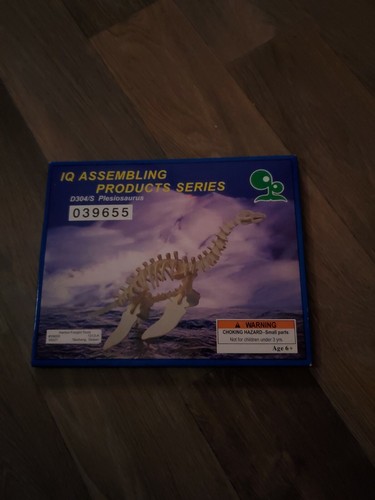 IQ ASSEMBLING
PRODUCTS SERIES
D304/S Plesiosaurus
039655
WARNING
CHOKING HAZARD-Small parts
Not for children under 3 yrs.
Age 6+